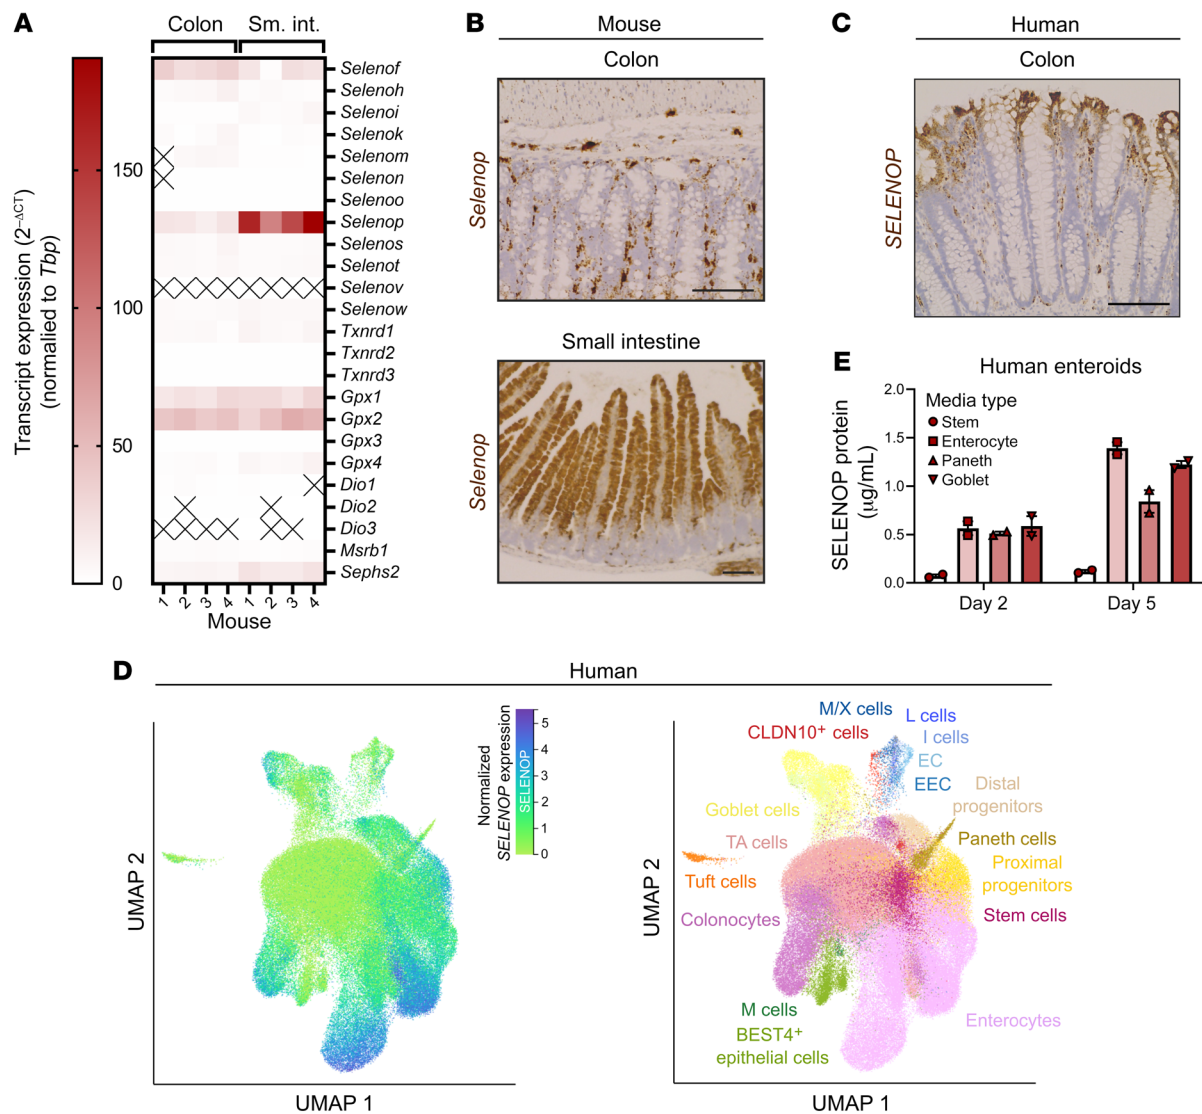 A
Colon
Sm. int.
Transcript expression (2⁻ΔCT)
(normalied to Tbp)
150
100
50
0
Selenof
Selenoh
Selenoi
Selenok
Selenom
Selenon
Selenoo
Selenop
Selenos
Selenot
Selenov
Selenow
Txnrd1
Txnrd2
Txnrd3
Gpx1
Gpx2
Gpx3
Gpx4
Dio1
Dio2
Dio3
Msrb1
Sephs2
1 2 3 4 1 2 3 4
Mouse
B
Mouse
Colon
Selenop
Small intestine
Selenop
C
Human
Colon
SELENOP
E
Human enteroids
SELENOP protein
(μg/mL)
2.0
1.5
1.0
0.5
0.0
Media type
Stem
Enterocyte
Paneth
Goblet
Day 2
Day 5
D
Human
Normalized
SELENOP expression
SELENOP
5
4
3
2
1
0
UMAP 2
UMAP 1
M/X cells
L cells
CLDN10⁺ cells
I cells
EC
EEC
Distal
progenitors
Goblet cells
Paneth cells
TA cells
Proximal
progenitors
Tuft cells
Stem cells
Colonocytes
M cells
Enterocytes
BEST4⁺
epithelial cells
UMAP 2
UMAP 1